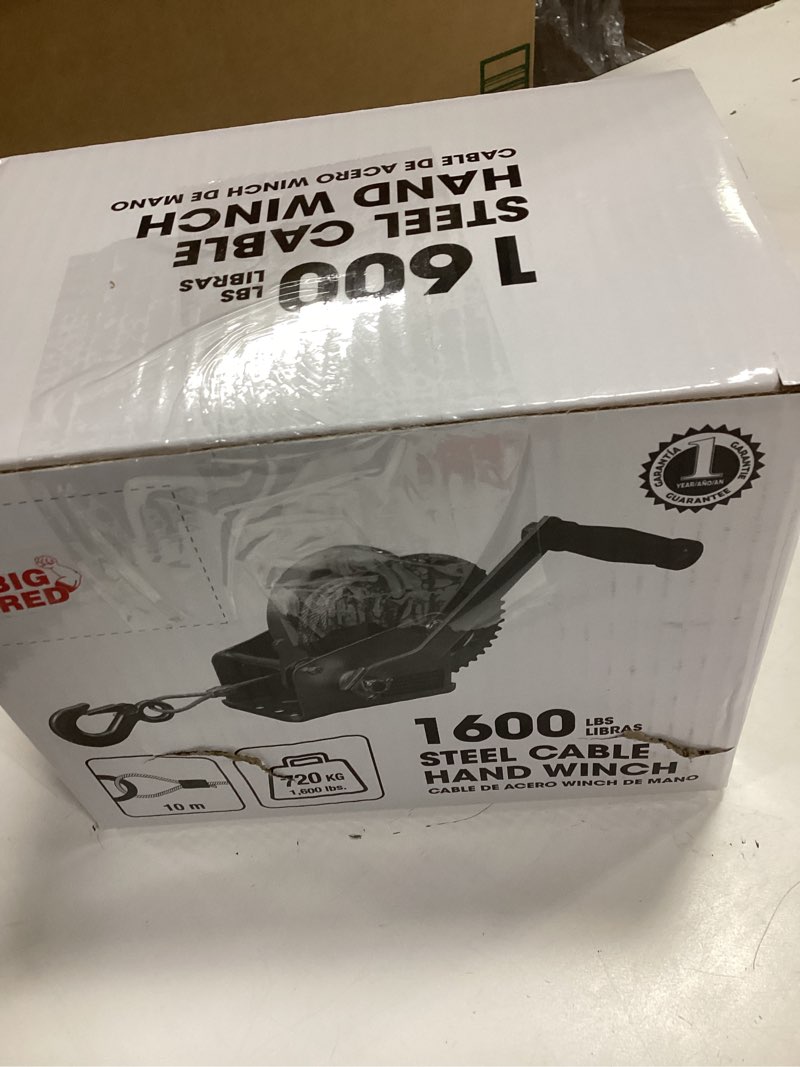 1600 LBS
LIBRAS
STEEL CABLE
HAND WINCH
CABLE DE ACERO WINCH DE MANO
GARANTÍA
GARANTIE
1
YEAR/AÑO/AN
GUARANTEE
BIG
RED
1600 LBS
LIBRAS
STEEL CABLE
HAND WINCH
CABLE DE ACERO WINCH DE MANO
10 m
720 KG
1,600 lbs.